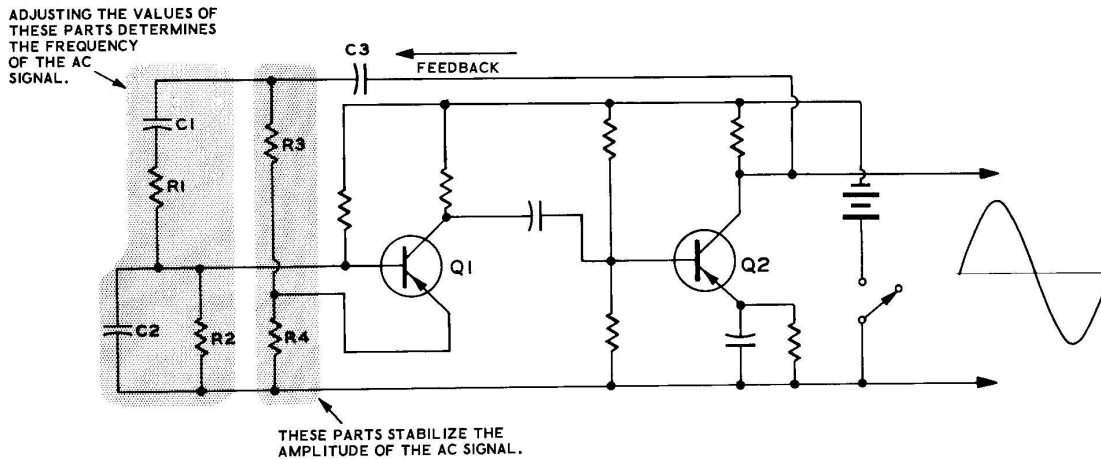 ADJUSTING THE VALUES OF
THESE PARTS DETERMINES
THE FREQUENCY
OF THE AC
SIGNAL.
C3
FEEDBACK
C1
R3
R1
Q1
Q2
C2
R2
R4
THESE PARTS STABILIZE THE
AMPLITUDE OF THE AC SIGNAL.